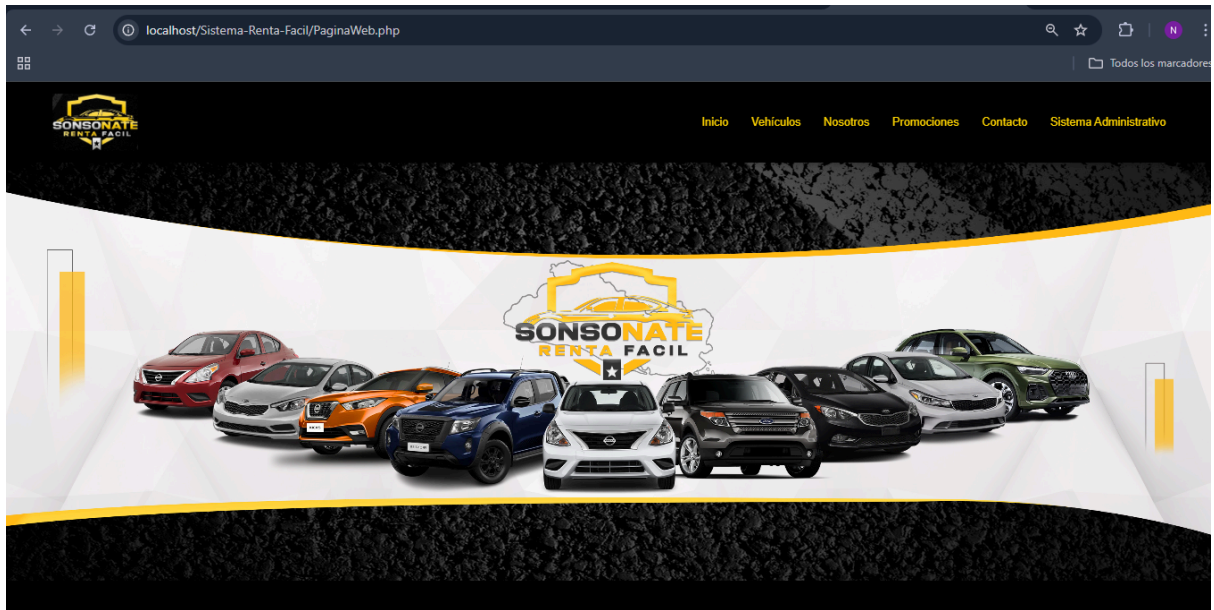 localhost/Sistema-Renta-Facil/PaginaWeb.php
N
Todos los marcadores
SONSONATE
RENTA FACIL
Inicio Vehículos Nosotros Promociones Contacto Sistema Administrativo
SONSONATE
RENTA FACIL